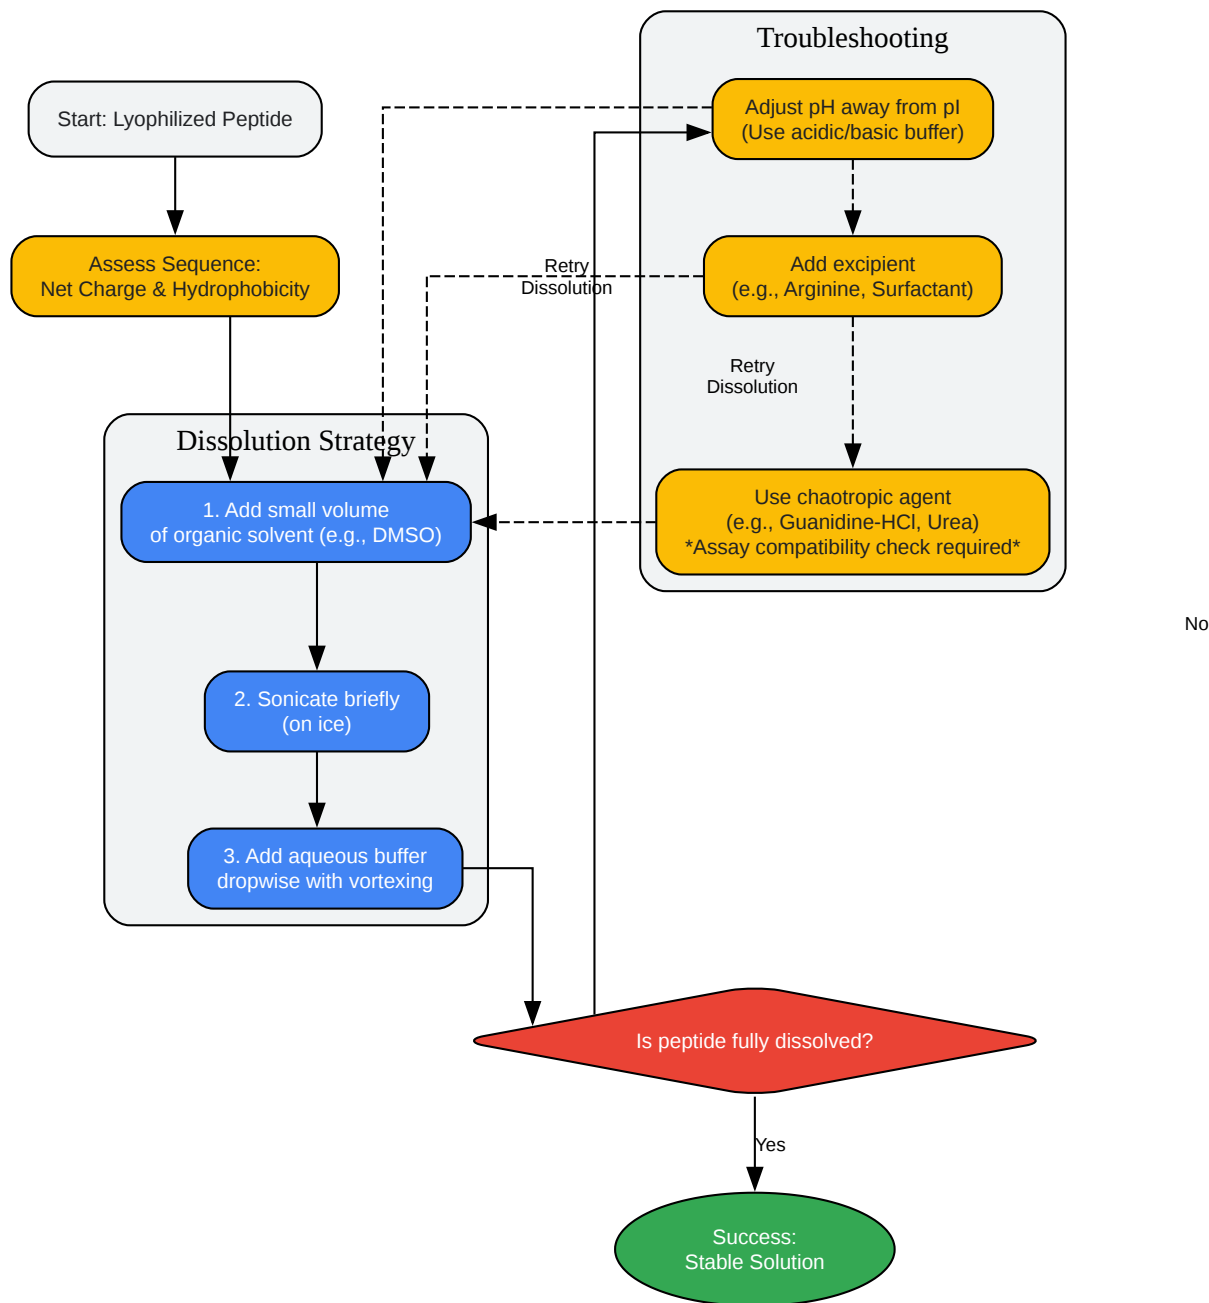 Troubleshooting
Start: Lyophilized Peptide
Adjust pH away from pI
(Use acidic/basic buffer)
Assess Sequence:
Net Charge & Hydrophobicity
Retry
Dissolution
Add excipient
(e.g., Arginine, Surfactant)
Retry
Dissolution
Dissolution Strategy
1. Add small volume
of organic solvent (e.g., DMSO)
Use chaotropic agent
(e.g., Guanidine-HCl, Urea)
*Assay compatibility check required*
No
2. Sonicate briefly
(on ice)
3. Add aqueous buffer
dropwise with vortexing
Is peptide fully dissolved?
Yes
Success:
Stable Solution